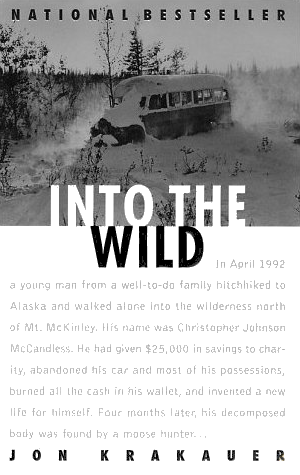 NATIONAL BESTSELLER
INTO THE
WILD
In April 1992
a young man from a well-to-do family hitchhiked to
Alaska and walked alone into the wilderness north
of Mt. McKinley. His name was Christopher Johnson
McCandless. He had given $25,000 in savings to char-
ity, abandoned his car and most of his possessions,
burned all the cash in his wallet, and invented a new
life for himself. Four months later, his decomposed
body was found by a moose hunter...
JON KRAKAUER